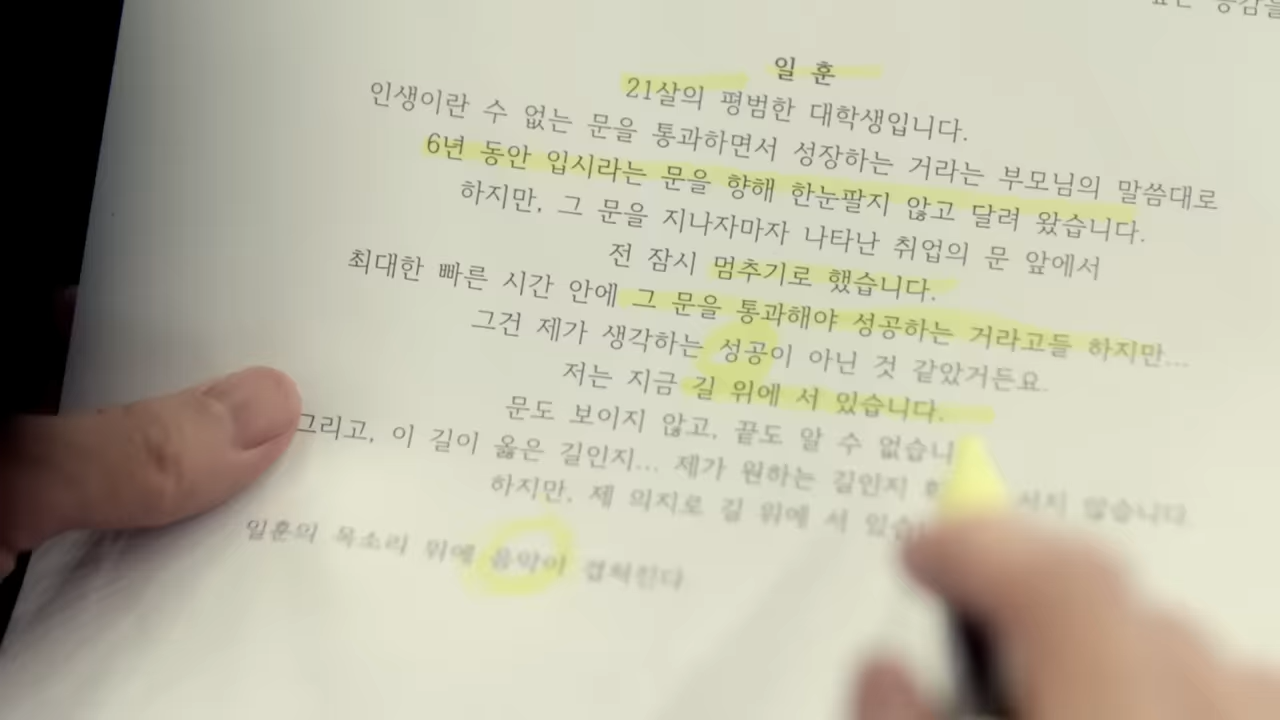 일 훈
21살의 평범한 대학생입니다.
인생이란 수 없는 문을 통과하면서 성장하는 거라는 부모님의 말씀대로
6년 동안 입시라는 문을 향해 한눈팔지 않고 달려 왔습니다.
하지만, 그 문을 지나자마자 나타난 취업의 문 앞에서
전 잠시 멈추기로 했습니다.
최대한 빠른 시간 안에 그 문을 통과해야 성공하는 거라고들 하지만...
그건 제가 생각하는 성공이 아닌 것 같았거든요.
저는 지금 길 위에 서 있습니다.
문도 보이지 않고, 끝도 알 수 없습니
그리고, 이 길이 옳은 길인지... 제가 원하는 길인지 서지 않습니다.
하지만, 제 의지로 길 위에 서 있습니
일훈의 목소리 위에 음악이 겹쳐진다.